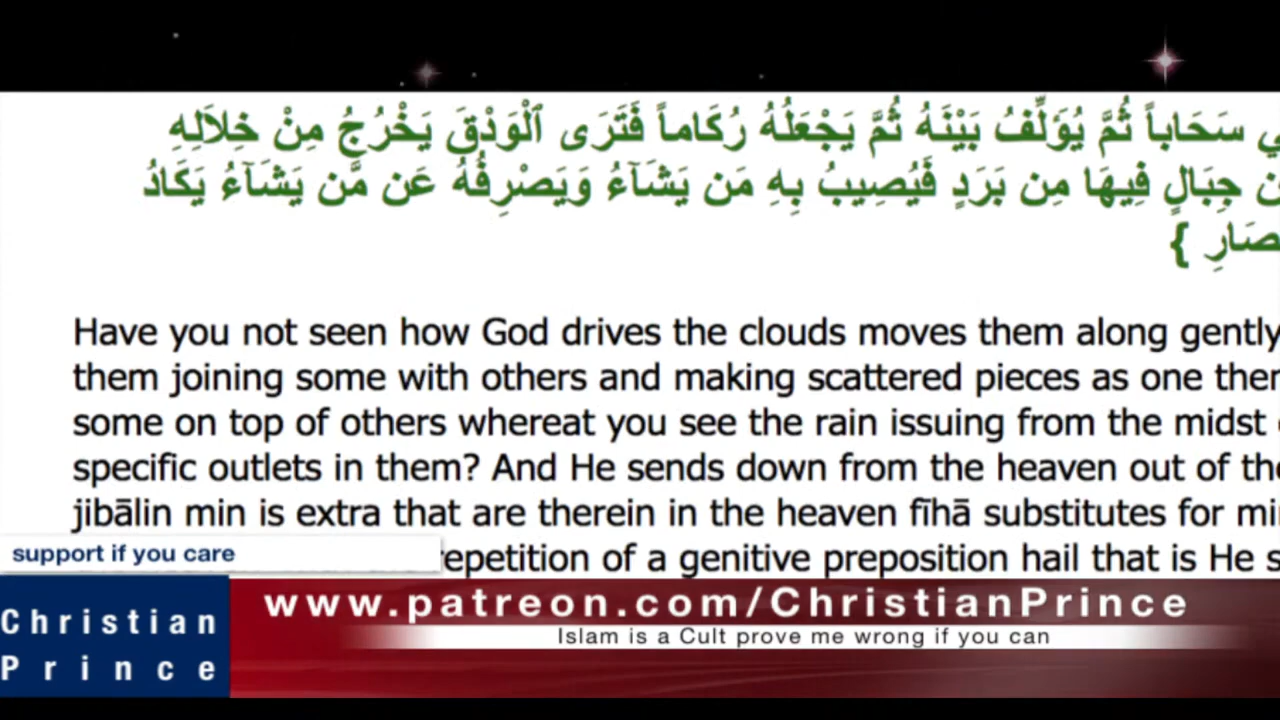 ي سَحَاباً ثُمَّ يُؤَلِّفُ بَيْنَهُ ثُمَّ يَجْعَلُهُ رُكَاماً فَتَرَى ٱلْوَدْقَ يَخْرُجُ مِنْ خِلاَلِهِ
ن جِبَالٍ فِيهَا مِن بَرَدٍ فَيُصِيبُ بِهِ مَن يَشَآءُ وَيَصْرِفُهُ عَن مَّن يَشَآءُ يَكَادُ
صَارِ }
Have you not seen how God drives the clouds moves them along gently
them joining some with others and making scattered pieces as one then
some on top of others whereat you see the rain issuing from the midst
specific outlets in them? And He sends down from the heaven out of the
jibālin min is extra that are therein in the heaven fīhā substitutes for
repetition of a genitive preposition hail that is He
support if you care
Christian
Prince
www.patreon.com/ChristianPrince
Islam is a Cult prove me wrong if you can